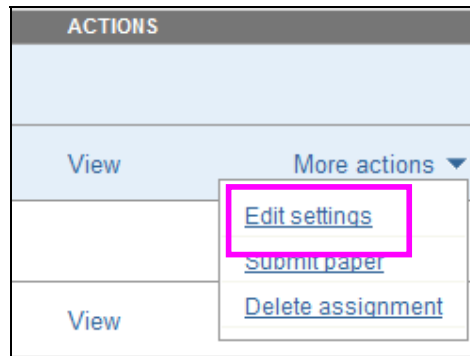 ACTIONS
View More actions
Edit settings
Submit paper
Delete assignment
View